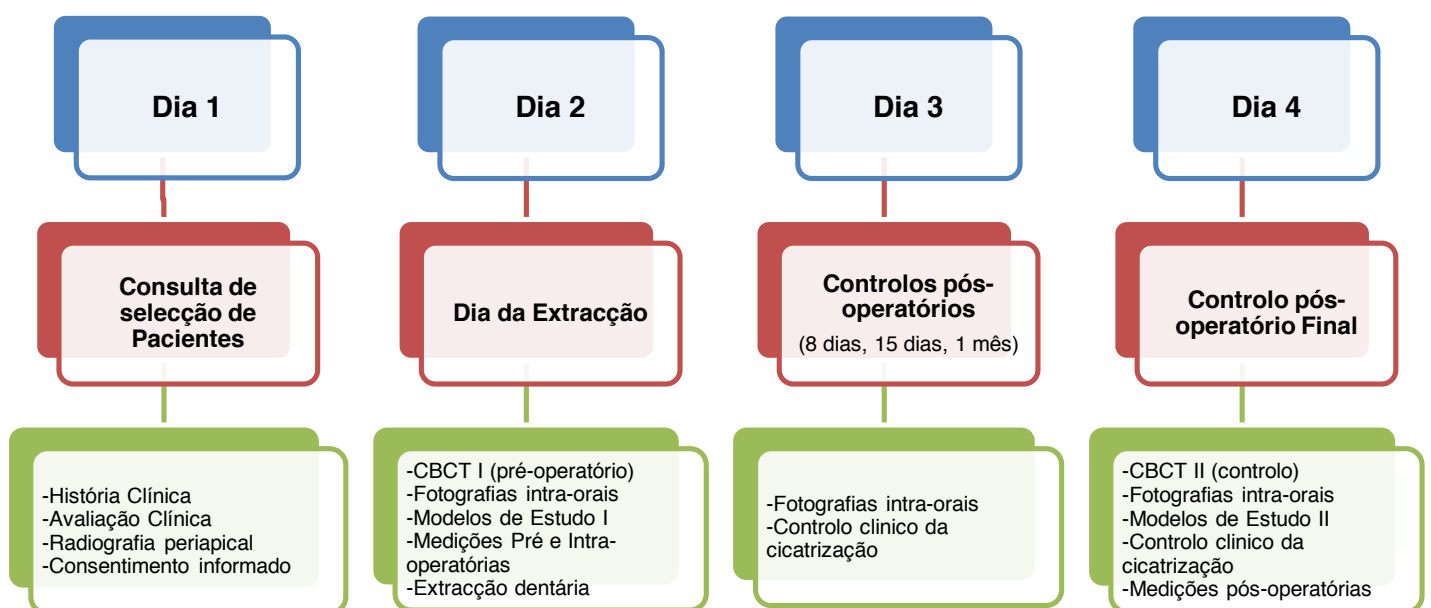 Dia 1
Consulta de
selecção de
Pacientes
-História Clínica
-Avaliação Clínica
-Radiografia periapical
-Consentimento informado
Dia 2
Dia da Extracção
-CBCT I (pré-operatório)
-Fotografias intra-orais
-Modelos de Estudo I
-Medições Pré e Intra-
operatórias
-Extracção dentária
Dia 3
Controlos pós-
operatórios
(8 dias, 15 dias, 1 mês)
-Fotografias intra-orais
-Controlo clinico da
cicatrização
Dia 4
Controlo pós-
operatório Final
-CBCT II (controlo)
-Fotografias intra-orais
-Modelos de Estudo II
-Controlo clinico da
cicatrização
-Medições pós-operatórias